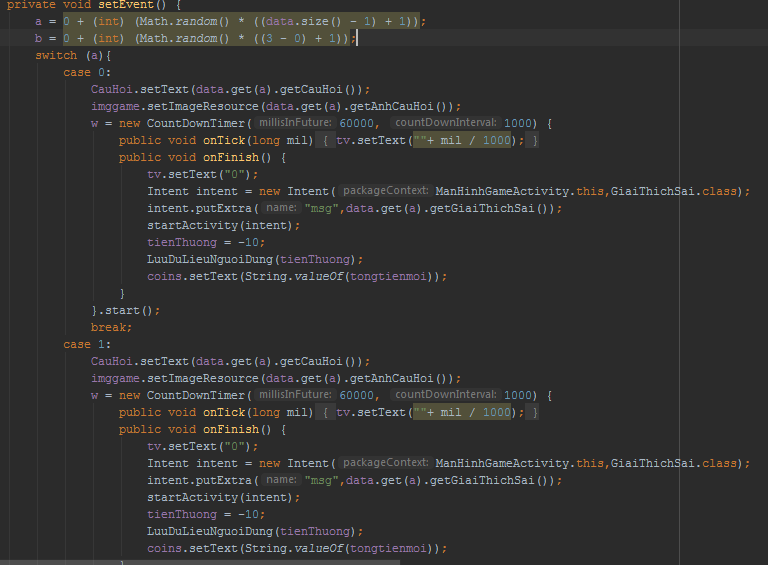 private void setEvent() {
a = 0 + (int) (Math.random() * ((data.size() - 1) + 1));
b = 0 + (int) (Math.random() * ((3 - 0) + 1));
switch (a){
case 0:
CauHoi.setText(data.get(a).getCauHoi());
imggame.setImageResource(data.get(a).getAnhCauHoi());
w = new CountDownTimer( millisInFuture: 60000, countDownInterval: 1000) {
public void onTick(long mil) { tv.setText(""+ mil / 1000); }
public void onFinish() {
tv.setText("0");
Intent intent = new Intent( packageContext: ManHinhGameActivity.this,GiaiThichSai.class);
intent.putExtra( name: "msg",data.get(a).getGiaiThichSai());
startActivity(intent);
tienThuong = -10;
LuuDuLieuNguoiDung(tienThuong);
coins.setText(String.valueOf(tongtienmoi));
}
}.start();
break;
case 1:
CauHoi.setText(data.get(a).getCauHoi());
imggame.setImageResource(data.get(a).getAnhCauHoi());
w = new CountDownTimer( millisInFuture: 60000, countDownInterval: 1000) {
public void onTick(long mil) { tv.setText(""+ mil / 1000); }
public void onFinish() {
tv.setText("0");
Intent intent = new Intent( packageContext: ManHinhGameActivity.this,GiaiThichSai.class);
intent.putExtra( name: "msg",data.get(a).getGiaiThichSai());
startActivity(intent);
tienThuong = -10;
LuuDuLieuNguoiDung(tienThuong);
coins.setText(String.valueOf(tongtienmoi));